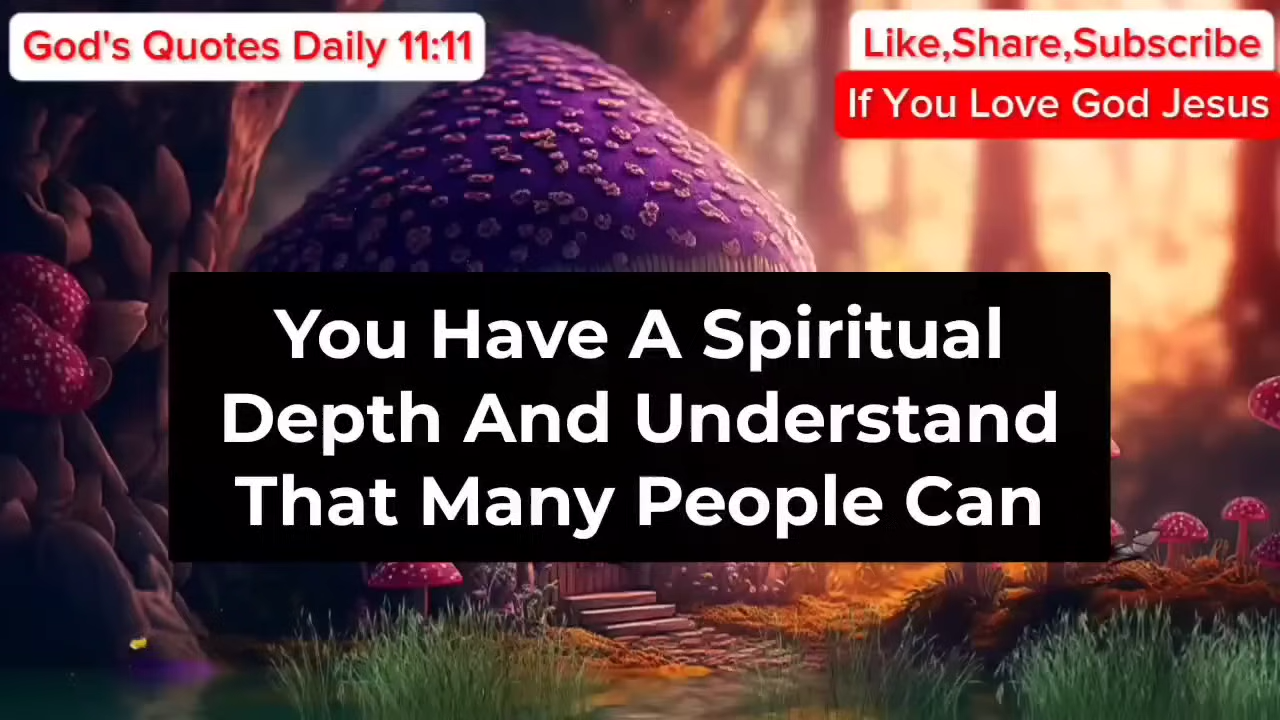 God's Quotes Daily 11:11
Like,Share,Subscribe
If You Love God Jesus
You Have A Spiritual
Depth And Understand
That Many People Can